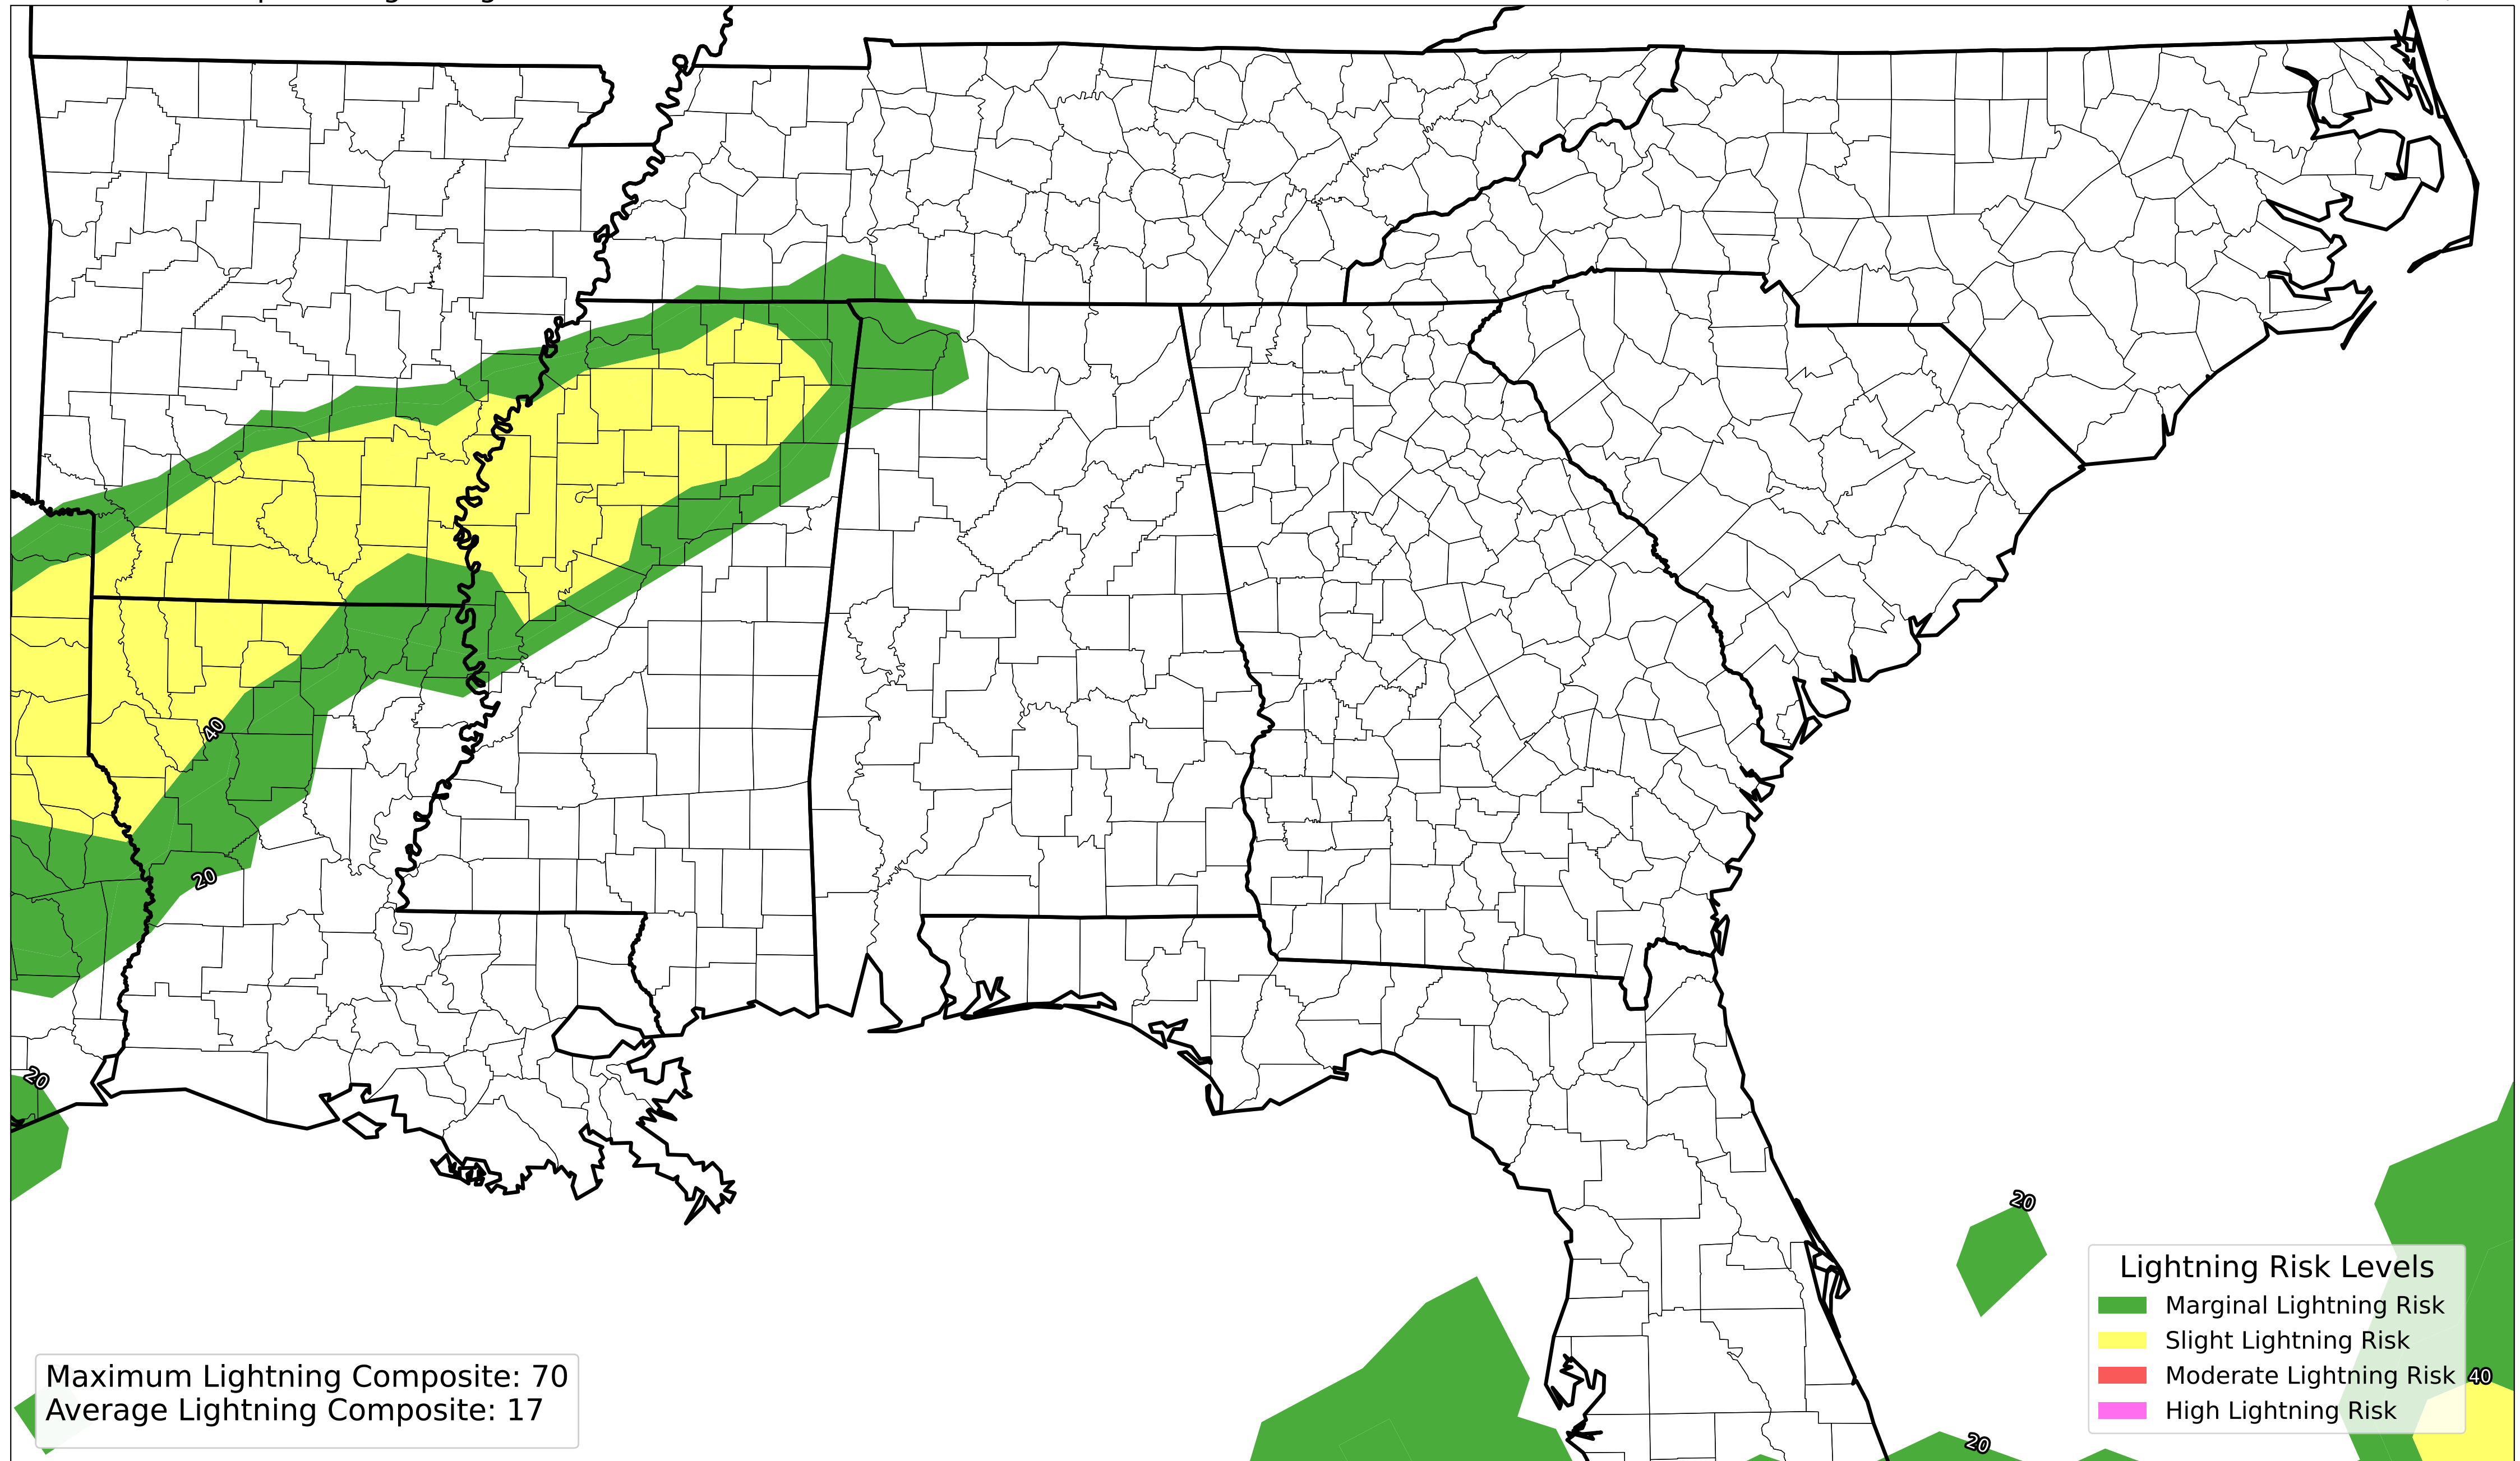 40
20
20
20
Lightning Risk Levels
Marginal Lightning Risk
Slight Lightning Risk
Moderate Lightning Risk
High Lightning Risk
40
Maximum Lightning Composite: 70
Average Lightning Composite: 17
20